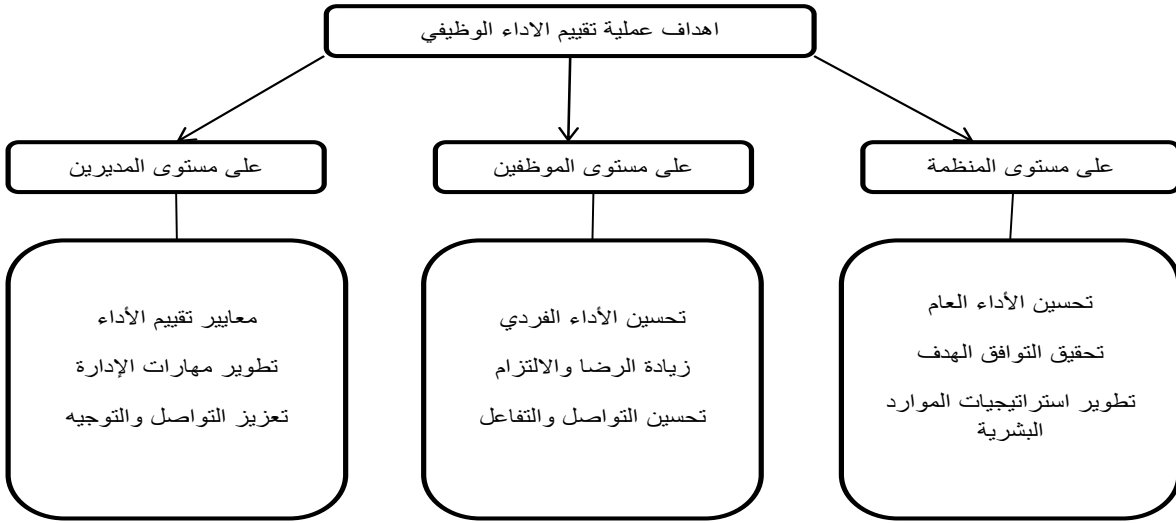 اهداف عملية تقييم الاداء الوظيفي
على مستوى المنظمة
على مستوى الموظفين
على مستوى المديرين
تحسين الأداء العام
تحقيق التوافق الهدف
تطوير استراتيجيات الموارد
البشرية
تحسين الأداء الفردي
زيادة الرضا والالتزام
تحسين التواصل والتفاعل
معايير تقييم الأداء
تطوير مهارات الإدارة
تعزيز التواصل والتوجيه